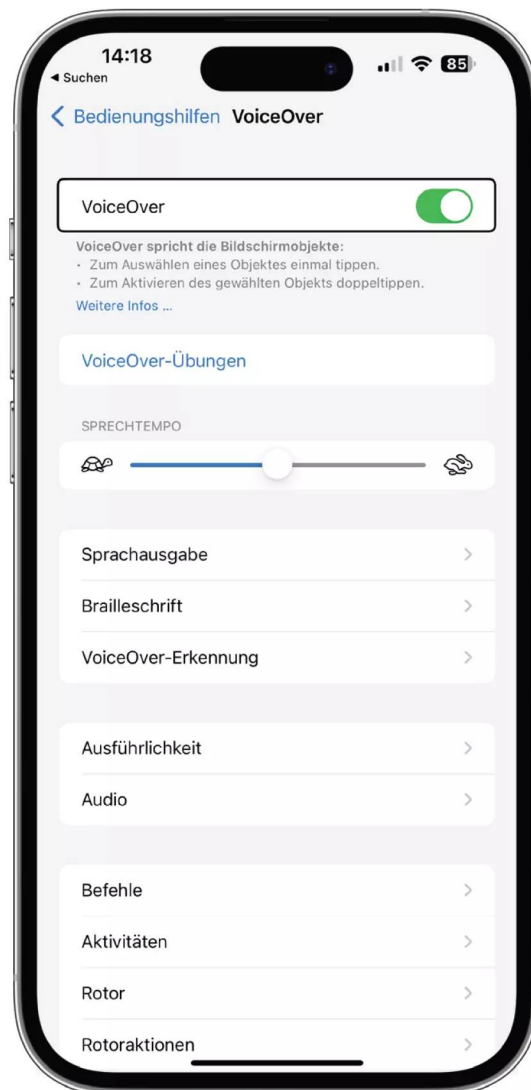 14:18
85
◀ Suchen
Bedienungshilfen VoiceOver
VoiceOver
VoiceOver spricht die Bildschirmobjekte:
• Zum Auswählen eines Objektes einmal tippen.
• Zum Aktivieren des gewählten Objekts doppeltippen.
Weitere Infos ...
VoiceOver-Übungen
SPRECHTEMPO
Sprachausgabe
Brailleschrift
VoiceOver-Erkennung
Ausführlichkeit
Audio
Befehle
Aktivitäten
Rotor
Rotoraktionen